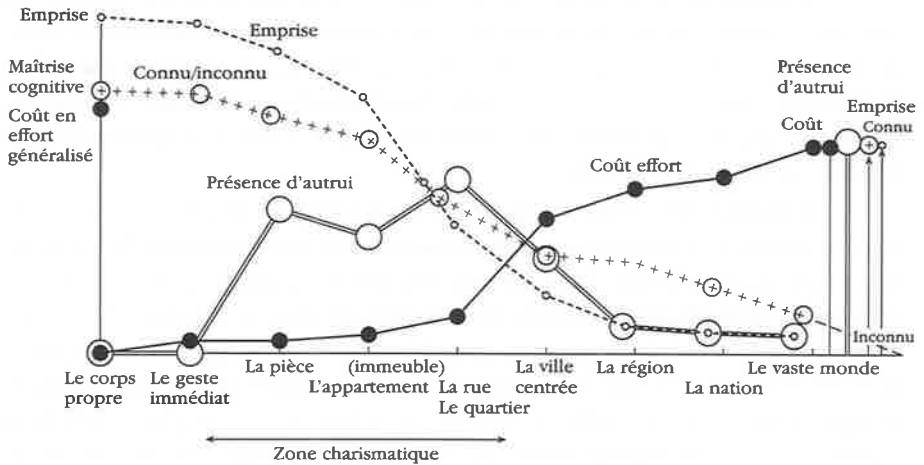 Emprise
Emprise
Maîtrise
cognitive
Connu/inconnu
Coût en
effort
généralisé
Présence d'autrui
Coût effort
Présence
d'autrui
Emprise
Coût
Connu
Inconnu
Le corps
propre
Le geste
immédiat
La pièce
(immeuble)
L'appartement
La rue
Le quartier
La ville
centrée
La région
La nation
Le vaste monde
Zone charismatique